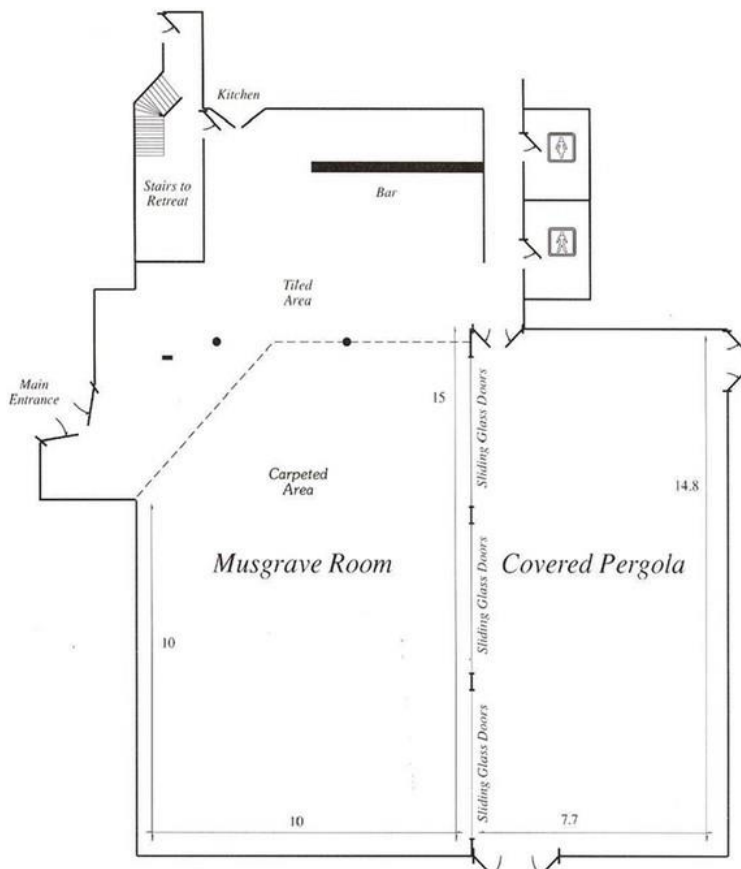 Kitchen
Stairs to
Retreat
Bar
Tiled
Area
Main
Entrance
15
Sliding Glass Doors
14.8
Carpeted
Area
Musgrave Room
Covered Pergola
Sliding Glass Doors
10
Sliding Glass Doors
10
7.7